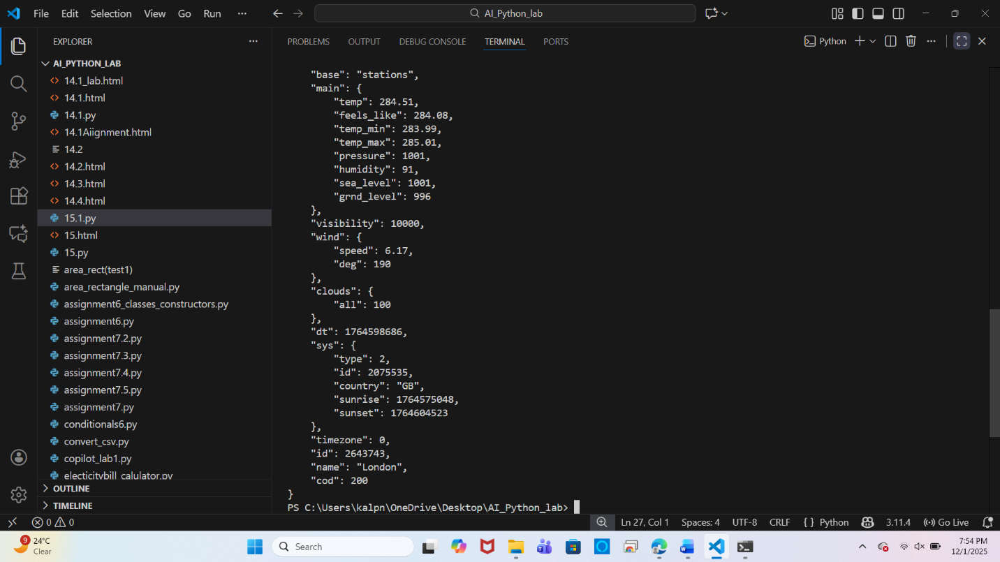 File Edit Selection View Go Run ···
AI_Python_lab
EXPLORER
AI_PYTHON_LAB
14.1_lab.html
14.1.html
14.1.py
14.1Aiignment.html
14.2
14.2.html
14.3.html
14.4.html
15.1.py
15.html
15.py
area_rect(test1)
area_rectangle_manual.py
assignment6_classes_constructors.py
assignment6.py
assignment7.2.py
assignment7.3.py
assignment7.4.py
assignment7.5.py
assignment7.py
conditionals6.py
convert_csv.py
copilot_lab1.py
electicitybill_calulator.py
OUTLINE
TIMELINE
PROBLEMS OUTPUT DEBUG CONSOLE TERMINAL PORTS
Python
"base": "stations",
"main": {
"temp": 284.51,
"feels_like": 284.08,
"temp_min": 283.99,
"temp_max": 285.01,
"pressure": 1001,
"humidity": 91,
"sea_level": 1001,
"grnd_level": 996
},
"visibility": 10000,
"wind": {
"speed": 6.17,
"deg": 190
},
"clouds": {
"all": 100
},
"dt": 1764598686,
"sys": {
"type": 2,
"id": 2075535,
"country": "GB",
"sunrise": 1764575048,
"sunset": 1764604523
},
"timezone": 0,
"id": 2643743,
"name": "London",
"cod": 200
}
PS C:\Users\kalpn\OneDrive\Desktop\AI_Python_lab>
0 0
Ln 27, Col 1 Spaces: 4 UTF-8 CRLF { } Python 3.11.4 Go Live
9
24°C
Clear
Search
7:54 PM
12/1/2025